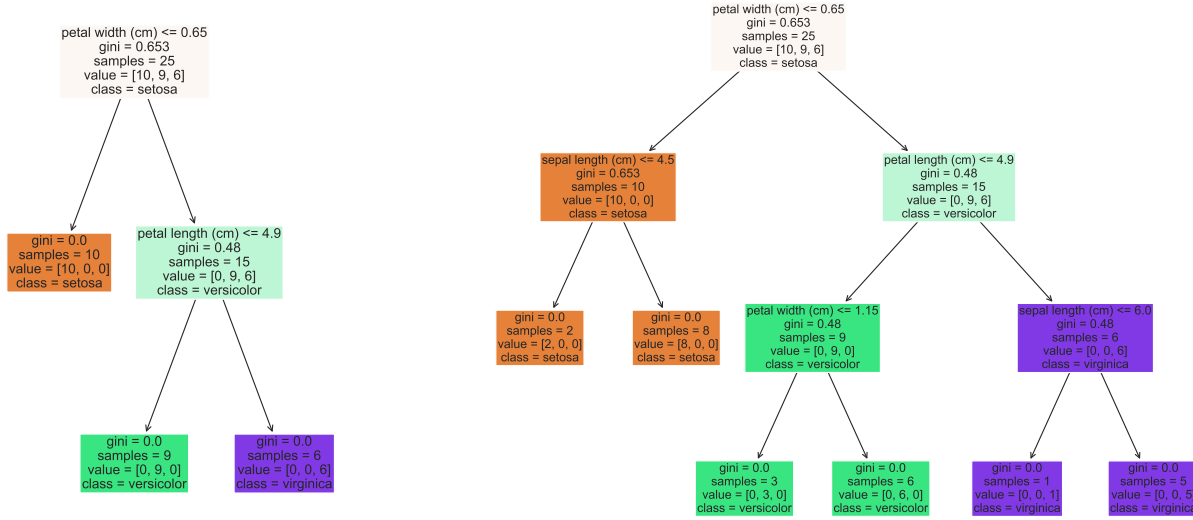 petal width (cm) <= 0.65
gini = 0.653
samples = 25
value = [10, 9, 6]
class = setosa
gini = 0.0
samples = 10
value = [10, 0, 0]
class = setosa
petal length (cm) <= 4.9
gini = 0.48
samples = 15
value = [0, 9, 6]
class = versicolor
gini = 0.0
samples = 9
value = [0, 9, 0]
class = versicolor
gini = 0.0
samples = 6
value = [0, 0, 6]
class = virginica
petal width (cm) <= 0.65
gini = 0.653
samples = 25
value = [10, 9, 6]
class = setosa
sepal length (cm) <= 4.5
gini = 0.653
samples = 10
value = [10, 0, 0]
class = setosa
petal length (cm) <= 4.9
gini = 0.48
samples = 15
value = [0, 9, 6]
class = versicolor
gini = 0.0
samples = 2
value = [2, 0, 0]
class = setosa
gini = 0.0
samples = 8
value = [8, 0, 0]
class = setosa
petal width (cm) <= 1.15
gini = 0.48
samples = 9
value = [0, 9, 0]
class = versicolor
sepal length (cm) <= 6.0
gini = 0.48
samples = 6
value = [0, 0, 6]
class = virginica
gini = 0.0
samples = 3
value = [0, 3, 0]
class = versicolor
gini = 0.0
samples = 6
value = [0, 6, 0]
class = versicolor
gini = 0.0
samples = 1
value = [0, 0, 1]
class = virginica
gini = 0.0
samples = 5
value = [0, 0, 5]
class = virginica